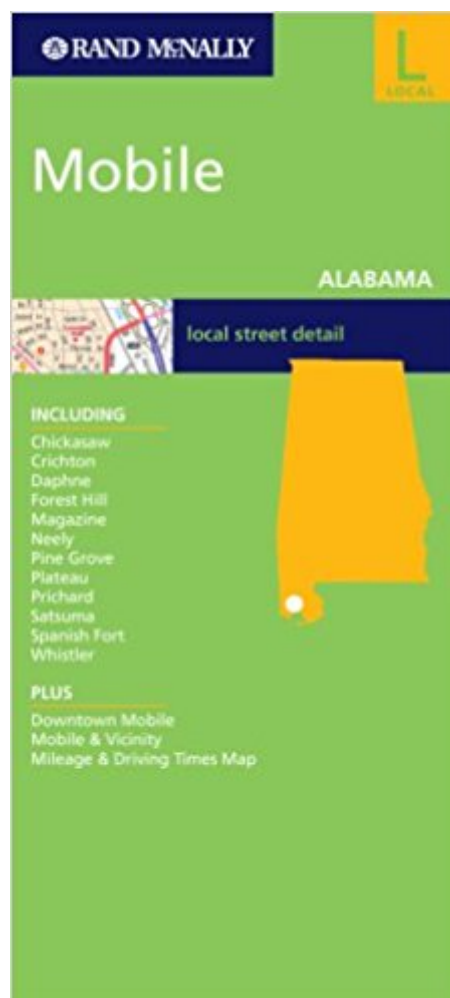 RAND McNALLY
L
LOCAL
Mobile
ALABAMA
local street detail
INCLUDING
Chickasaw
Crichton
Daphne
Forest Hill
Magazine
Neely
Pine Grove
Plateau
Prichard
Satsuma
Spanish Fort
Whistler
PLUS
Downtown Mobile
Mobile & Vicinity
Mileage & Driving Times Map